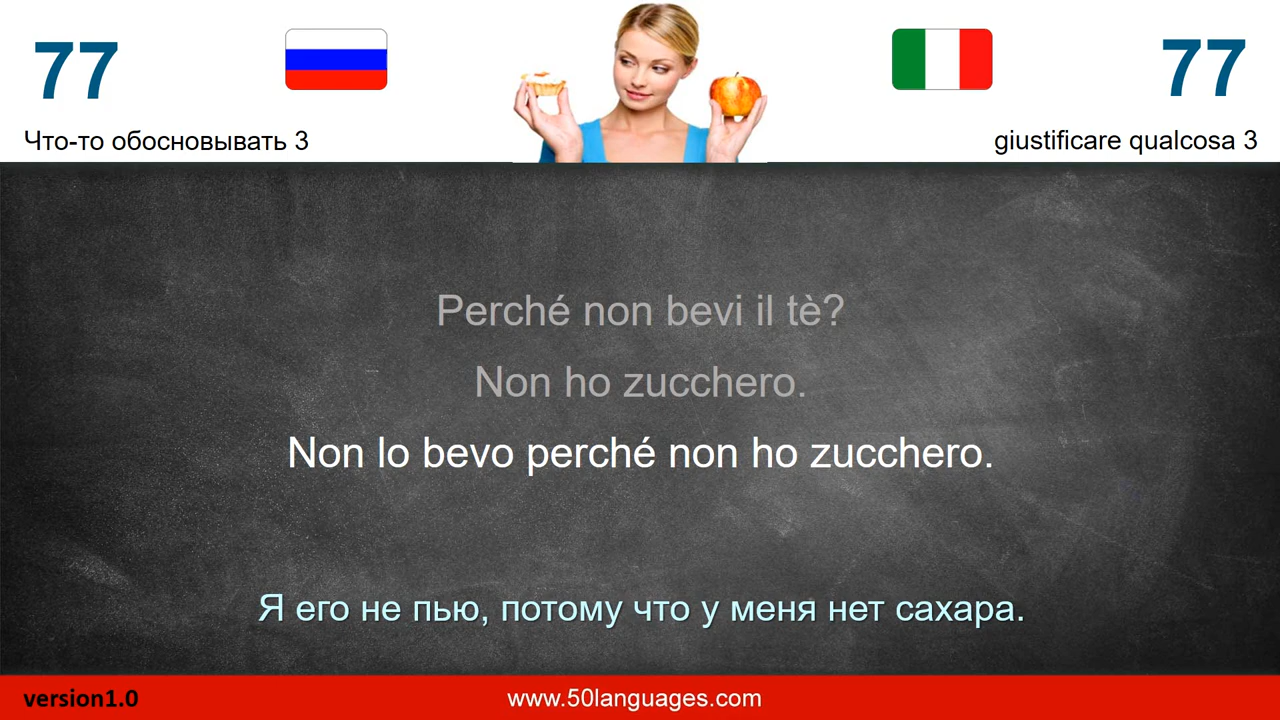 77
77
Что-то обосновывать 3
giustificare qualcosa 3
Perché non bevi il tè?
Non ho zucchero.
Non lo bevo perché non ho zucchero.
Я его не пью, потому что у меня нет сахара.
version1.0
www.50languages.com